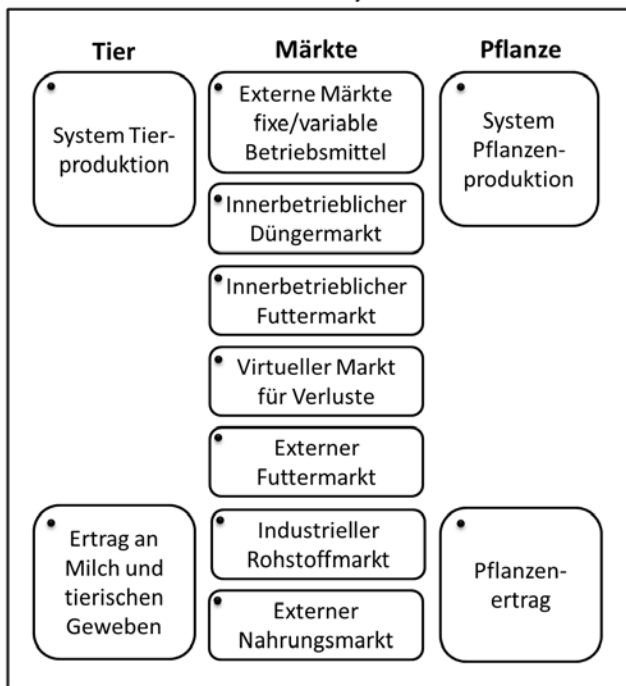 Tier
Märkte
Pflanze
System Tier-
produktion
Externe Märkte
fixe/variable
Betriebsmittel
System
Pflanzen-
produktion
Innerbetrieblicher
Düngermarkt
Innerbetrieblicher
Futtermarkt
Virtueller Markt
für Verluste
Externer
Futtermarkt
Ertrag an
Milch und
tierischen
Geweben
Industrieller
Rohstoffmarkt
Externer
Nahrungsmarkt
Pflanzen-
ertrag